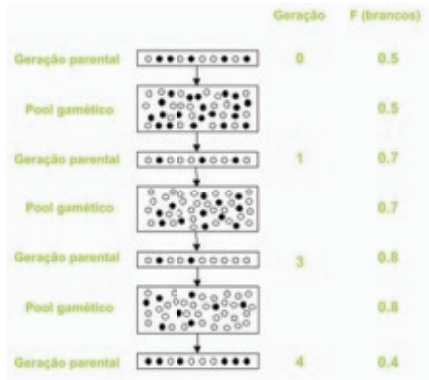 Geração F (brancos)
Geração parental 0 0.5
Pool gamético 0.5
Geração parental 1 0.7
Pool gamético 0.7
Geração parental 3 0.8
Pool gamético 0.8
Geração parental 4 0.4